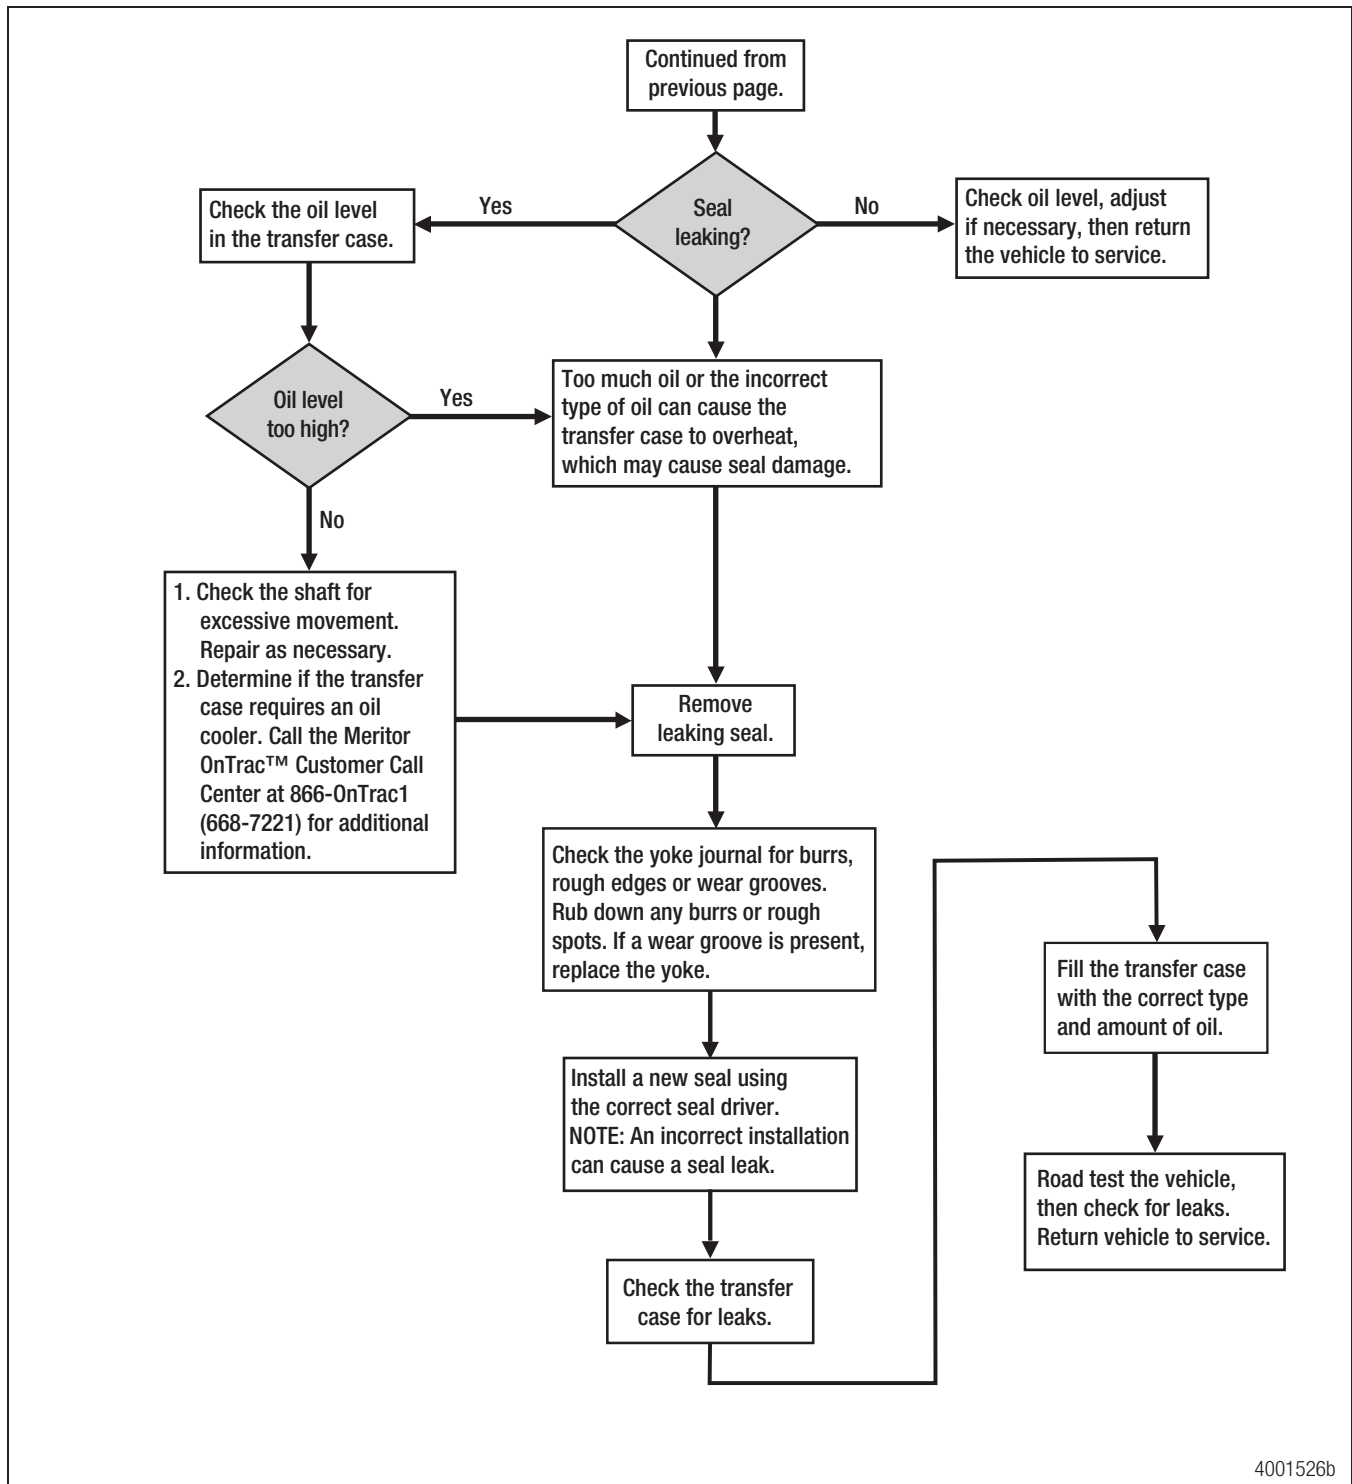 Continued from
previous page.
Seal
leaking?
Yes
No
Check the oil level
in the transfer case.
Check oil level, adjust
if necessary, then return
the vehicle to service.
Oil level
too high?
Yes
No
Too much oil or the incorrect
type of oil can cause the
transfer case to overheat,
which may cause seal damage.
1. Check the shaft for
excessive movement.
Repair as necessary.
2. Determine if the transfer
case requires an oil
cooler. Call the Meritor
OnTrac™ Customer Call
Center at 866-OnTrac1
(668-7221) for additional
information.
Remove
leaking seal.
Check the yoke journal for burrs,
rough edges or wear grooves.
Rub down any burrs or rough
spots. If a wear groove is present,
replace the yoke.
Install a new seal using
the correct seal driver.
NOTE: An incorrect installation
can cause a seal leak.
Check the transfer
case for leaks.
Fill the transfer case
with the correct type
and amount of oil.
Road test the vehicle,
then check for leaks.
Return vehicle to service.
4001526b